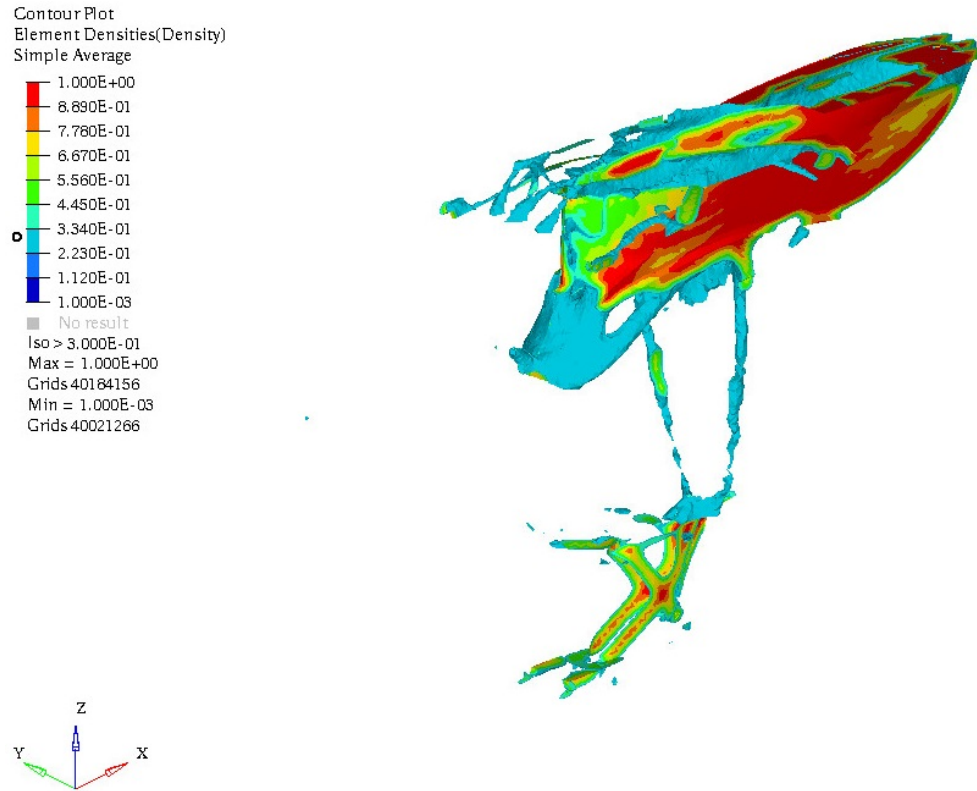 Contour Plot
Element Densities(Density)
Simple Average
1.000E+00
8.890E-01
7.780E-01
6.670E-01
5.560E-01
4.450E-01
3.340E-01
2.230E-01
1.120E-01
1.000E-03
No result
Iso > 3.000E-01
Max = 1.000E+00
Grids 40184156
Min = 1.000E-03
Grids 40021266
Z
Y
X